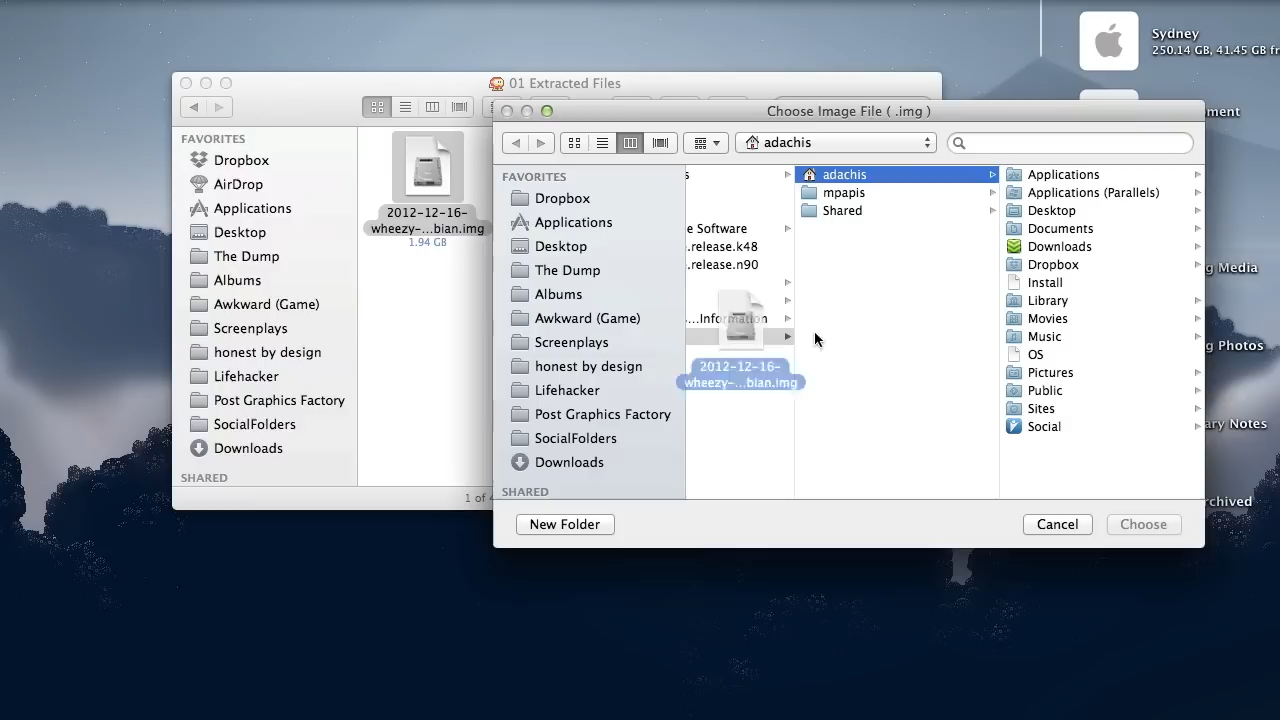 Sydney
250.14 GB, 41.45 GB
ment
g Media
g Photos
ary Notes
rchived
01 Extracted Files
FAVORITES
Dropbox
AirDrop
Applications
Desktop
The Dump
Albums
Awkward (Game)
Screenplays
honest by design
Lifehacker
Post Graphics Factory
SocialFolders
Downloads
SHARED
2012-12-16-
wheezy-...bian.img
1.94 GB
1 of
Choose Image File ( .img )
adachis
FAVORITES
Dropbox
Applications
Desktop
The Dump
Albums
Awkward (Game)
Screenplays
honest by design
Lifehacker
Post Graphics Factory
SocialFolders
Downloads
SHARED
s
e Software
.release.k48
.release.n90
...Information
2012-12-16-
wheezy-...bian.img
adachis
mpapis
Shared
Applications
Applications (Parallels)
Desktop
Documents
Downloads
Dropbox
Install
Library
Movies
Music
OS
Pictures
Public
Sites
Social
New Folder
Cancel
Choose